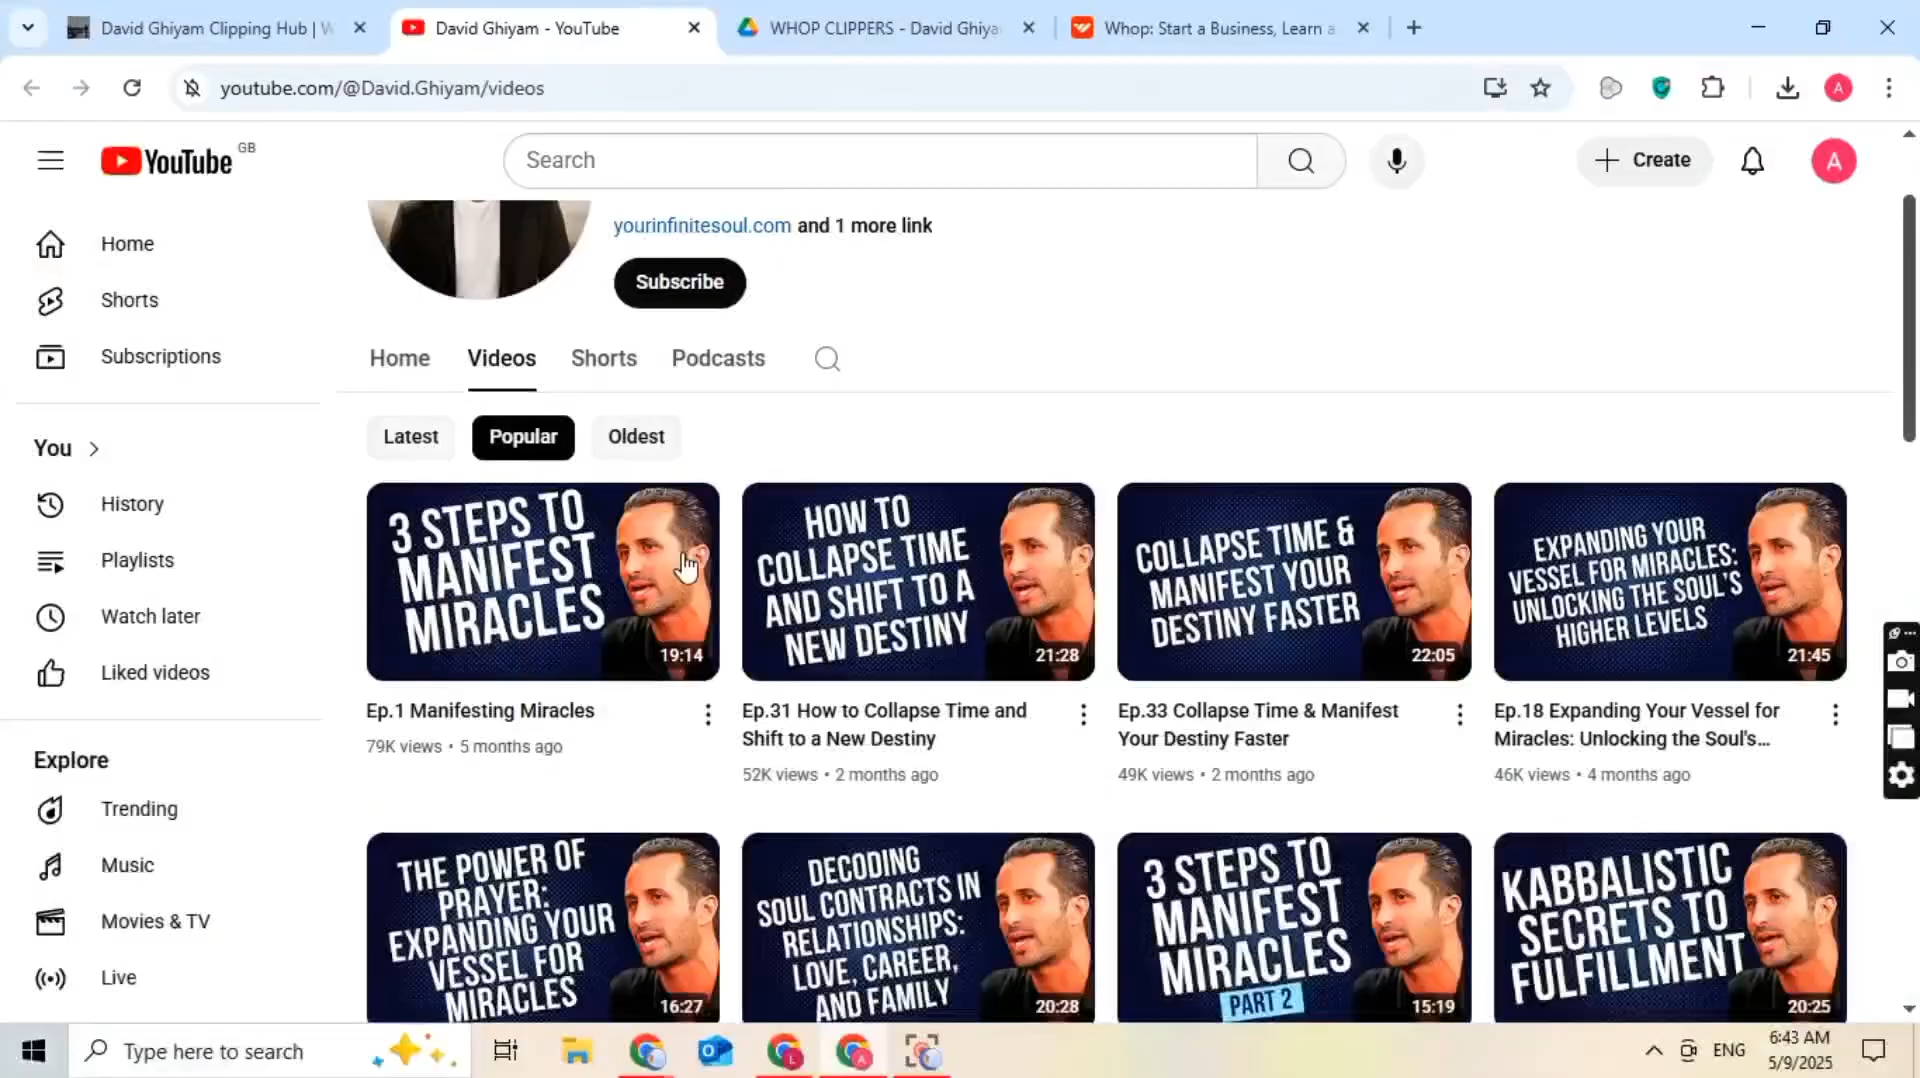 David Ghiyam Clipping Hub | W
David Ghiyam - YouTube
WHOP CLIPPERS - David Ghiya
Whop: Start a Business, Learn a
youtube.com/@David.Ghiyam/videos
A
YouTube GB
Search
Create
A
yourinfinitesoul.com and 1 more link
Subscribe
Home
Shorts
Subscriptions
You
History
Playlists
Watch later
Liked videos
Explore
Trending
Music
Movies & TV
Live
Home Videos Shorts Podcasts
Latest Popular Oldest
3 STEPS TO
MANIFEST
MIRACLES
19:14
Ep.1 Manifesting Miracles
79K views • 5 months ago
HOW TO
COLLAPSE TIME
AND SHIFT TO A
NEW DESTINY
21:28
Ep.31 How to Collapse Time and
Shift to a New Destiny
52K views • 2 months ago
COLLAPSE TIME &
MANIFEST YOUR
DESTINY FASTER
22:05
Ep.33 Collapse Time & Manifest
Your Destiny Faster
49K views • 2 months ago
EXPANDING YOUR
VESSEL FOR MIRACLES:
UNLOCKING THE SOUL'S
HIGHER LEVELS
21:45
Ep.18 Expanding Your Vessel for
Miracles: Unlocking the Soul's...
46K views • 4 months ago
THE POWER OF
PRAYER:
EXPANDING YOUR
VESSEL FOR
MIRACLES
16:27
DECODING
SOUL CONTRACTS IN
RELATIONSHIPS:
LOVE, CAREER,
AND FAMILY
20:28
3 STEPS TO
MANIFEST
MIRACLES
PART 2
15:19
KABBALISTIC
SECRETS TO
FULFILLMENT
20:25
Type here to search
L
A
ENG
6:43 AM
5/9/2025